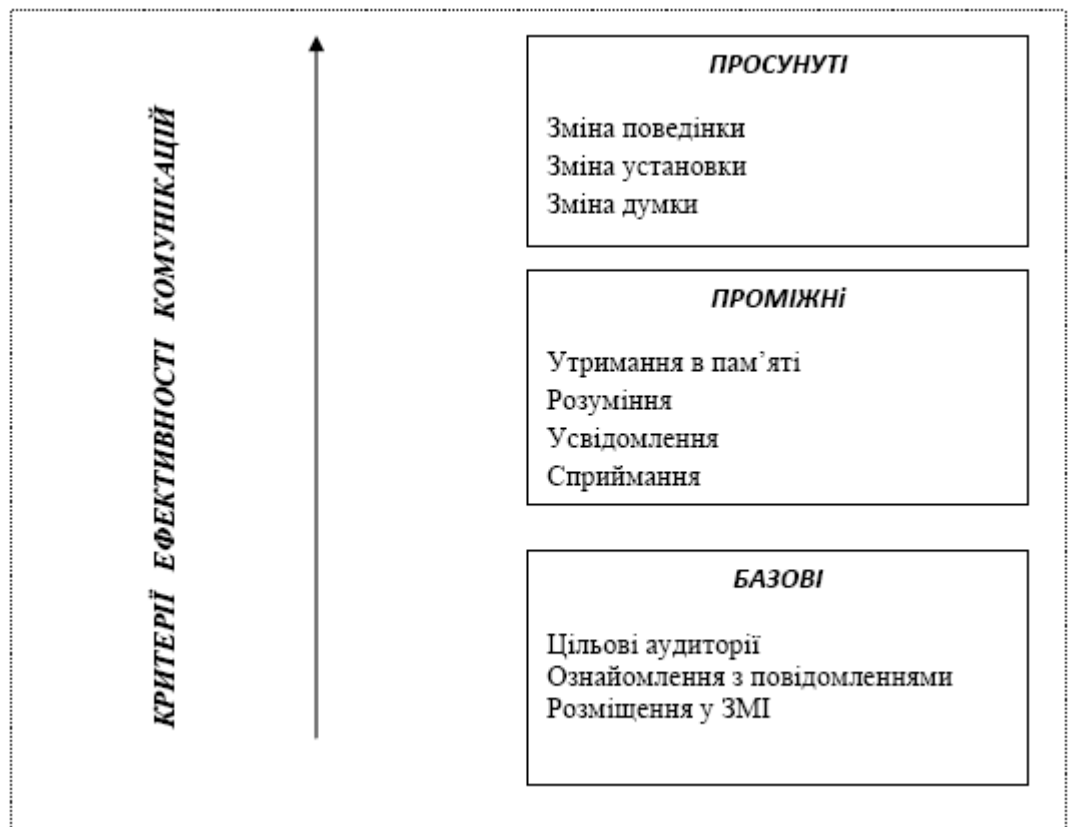 КРИТЕРІЇ ЕФЕКТИВНОСТІ КОМУНІКАЦІЙ
ПРОСУНУТІ
Зміна поведінки
Зміна установки
Зміна думки
ПРОМІЖНі
Утримання в пам’яті
Розуміння
Усвідомлення
Сприймання
БАЗОВІ
Цільові аудиторії
Ознайомлення з повідомленнями
Розміщення у ЗМІ